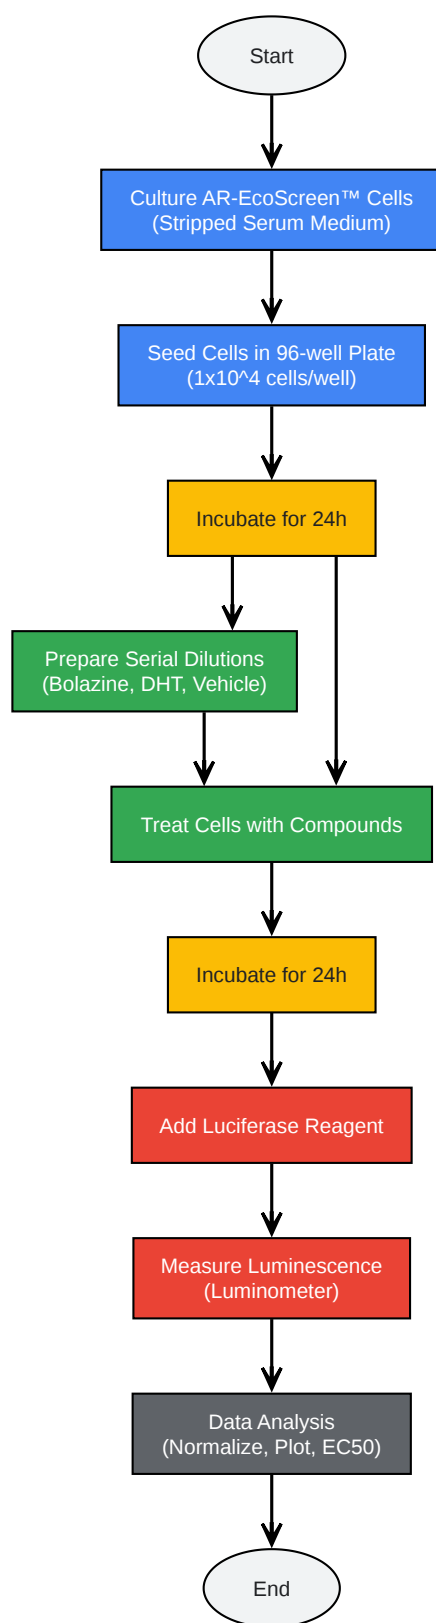 Start
Culture AR-EcoScreen™ Cells
(Stripped Serum Medium)
Seed Cells in 96-well Plate
(1x10^4 cells/well)
Incubate for 24h
Prepare Serial Dilutions
(Bolazine, DHT, Vehicle)
Treat Cells with Compounds
Incubate for 24h
Add Luciferase Reagent
Measure Luminescence
(Luminometer)
Data Analysis
(Normalize, Plot, EC50)
End